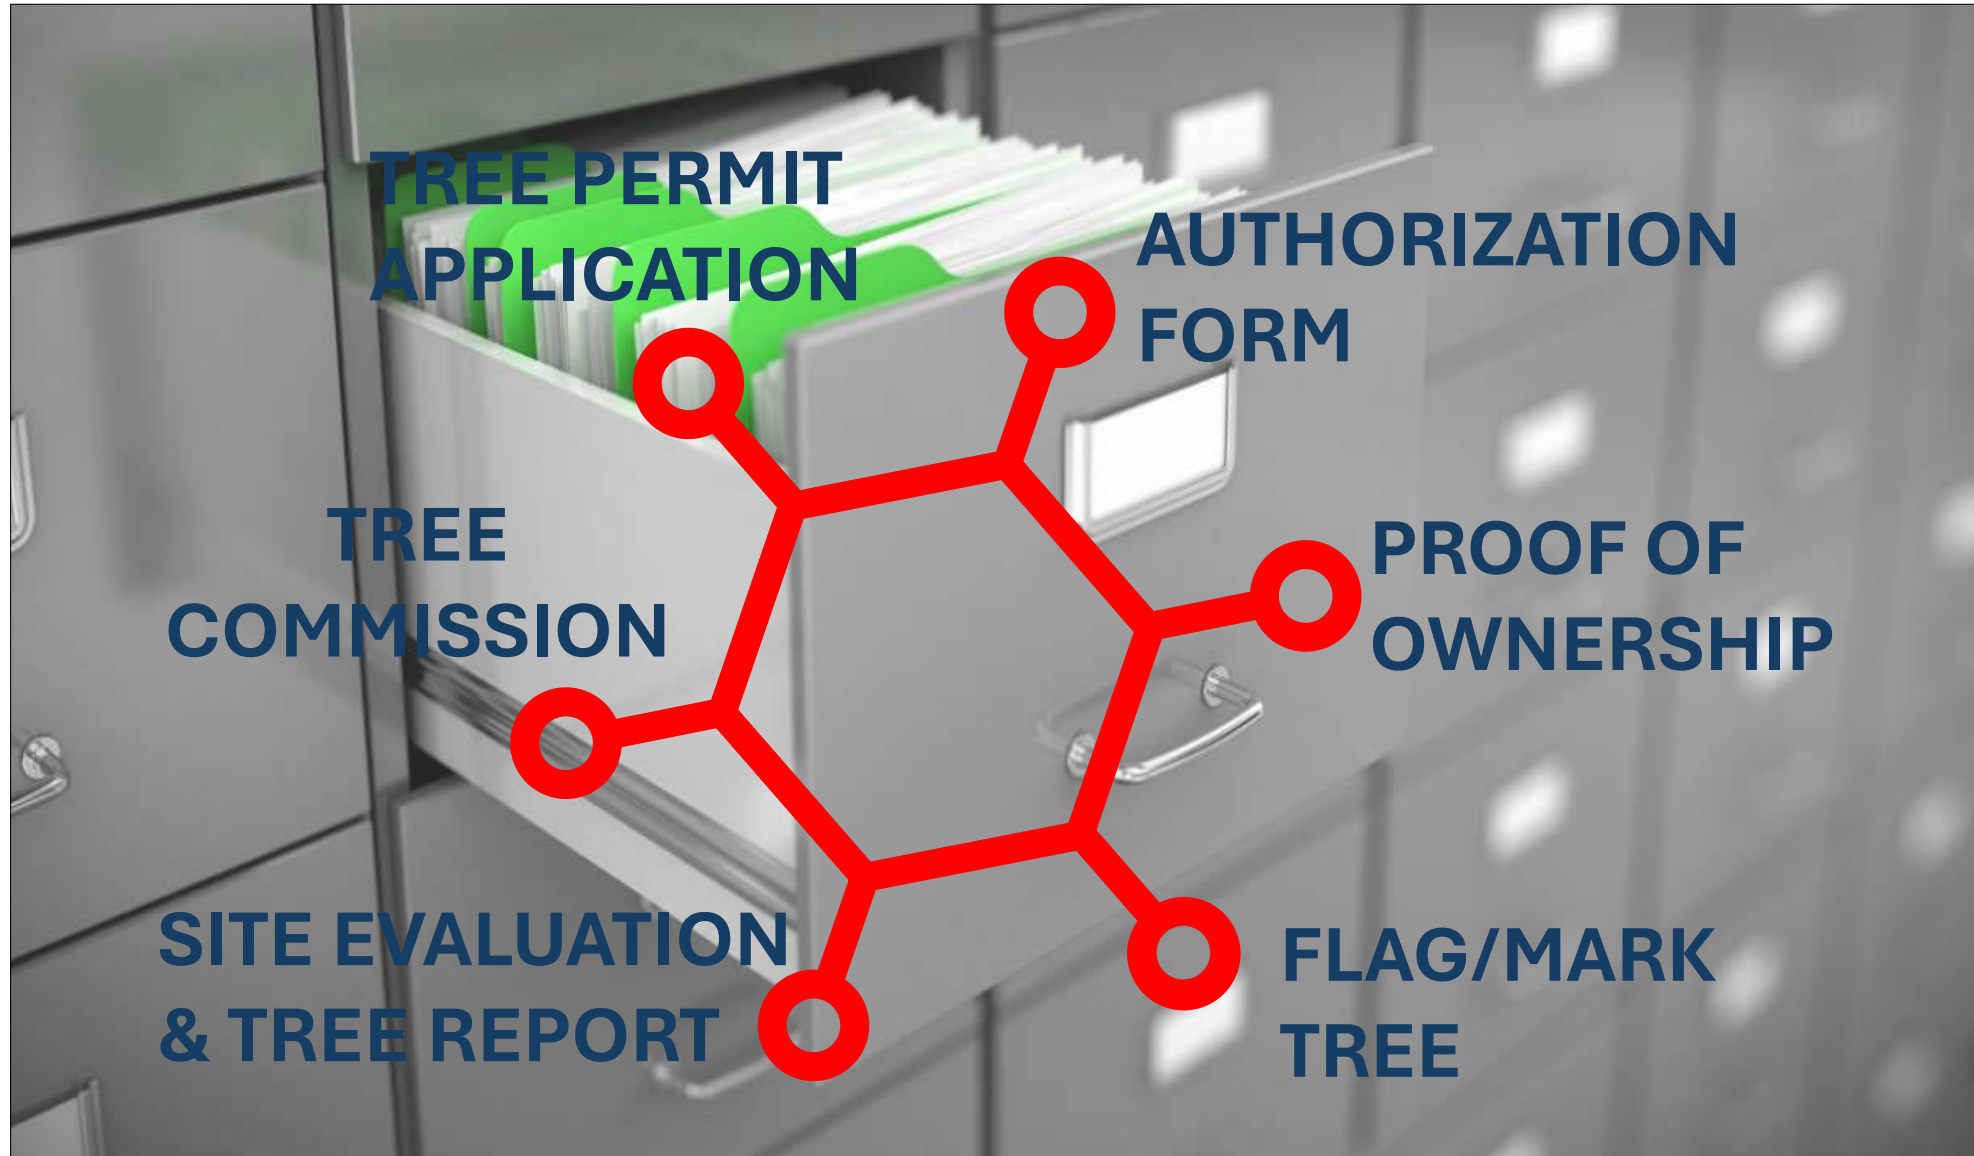 TREE PERMIT
APPLICATION
AUTHORIZATION
FORM
PROOF OF
OWNERSHIP
FLAG/MARK
TREE
SITE EVALUATION
& TREE REPORT
TREE
COMMISSION